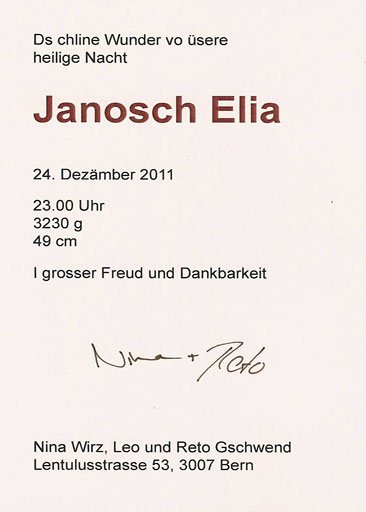 Ds chline Wunder vo üsere
heilige Nacht
Janosch Elia
24. Dezämber 2011
23.00 Uhr
3230 g
49 cm
I grosser Freud und Dankbarkeit
Nina + Reto
Nina Wirz, Leo und Reto Gschwend
Lentulusstrasse 53, 3007 Bern